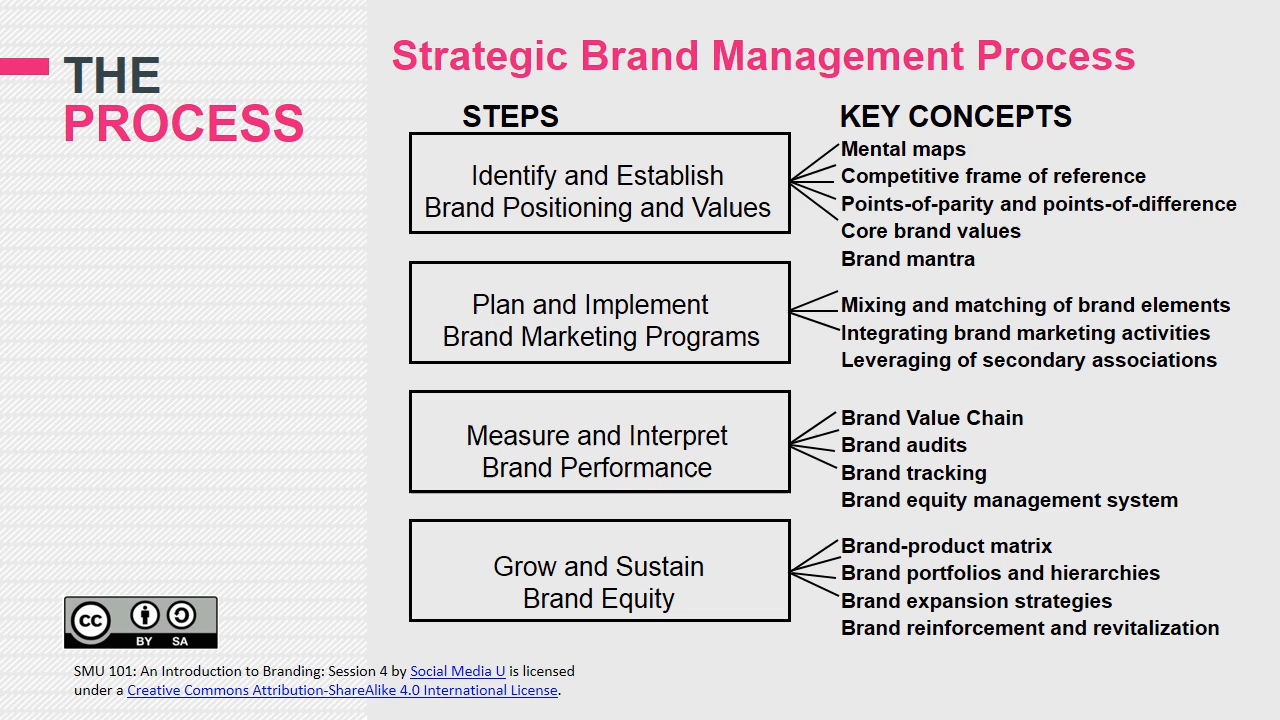 THE
PROCESS
Strategic Brand Management Process
STEPS
KEY CONCEPTS
Identify and Establish
Brand Positioning and Values
Mental maps
Competitive frame of reference
Points-of-parity and points-of-difference
Core brand values
Brand mantra
Plan and Implement
Brand Marketing Programs
Mixing and matching of brand elements
Integrating brand marketing activities
Leveraging of secondary associations
Measure and Interpret
Brand Performance
Brand Value Chain
Brand audits
Brand tracking
Brand equity management system
Grow and Sustain
Brand Equity
Brand-product matrix
Brand portfolios and hierarchies
Brand expansion strategies
Brand reinforcement and revitalization
cc
BY SA
SMU 101: An Introduction to Branding: Session 4 by Social Media U is licensed
under a Creative Commons Attribution-ShareAlike 4.0 International License.